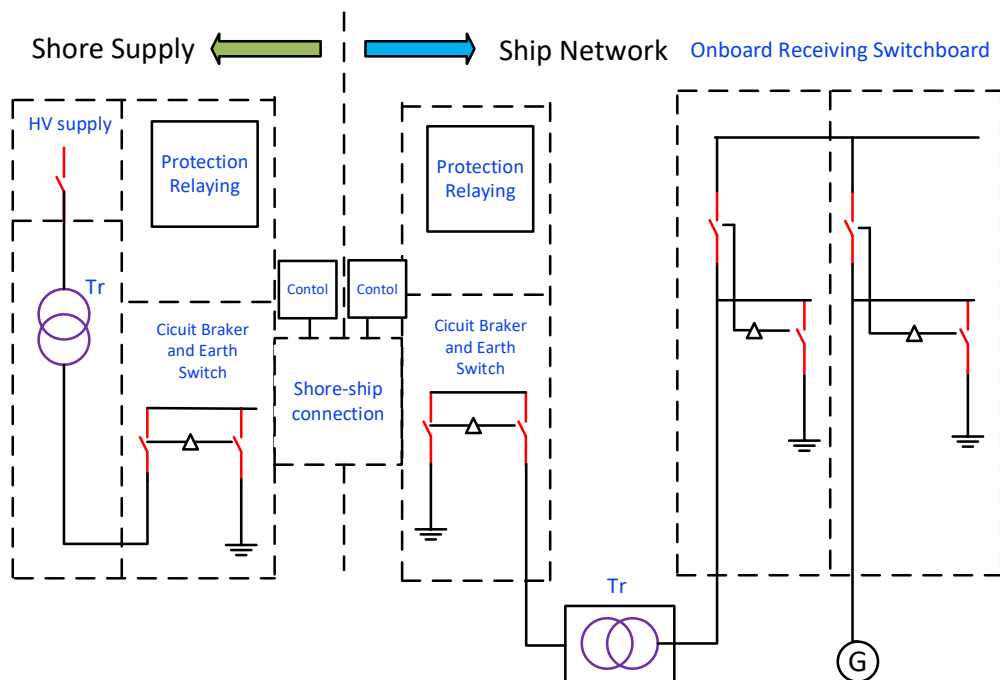 Shore Supply
Ship Network
Onboard Receiving Switchboard
HV supply
Protection
Relaying
Protection
Relaying
Tr
Contol
Contol
Cicuit Braker
and Earth
Switch
Cicuit Braker
and Earth
Switch
Shore-ship
connection
Tr
G